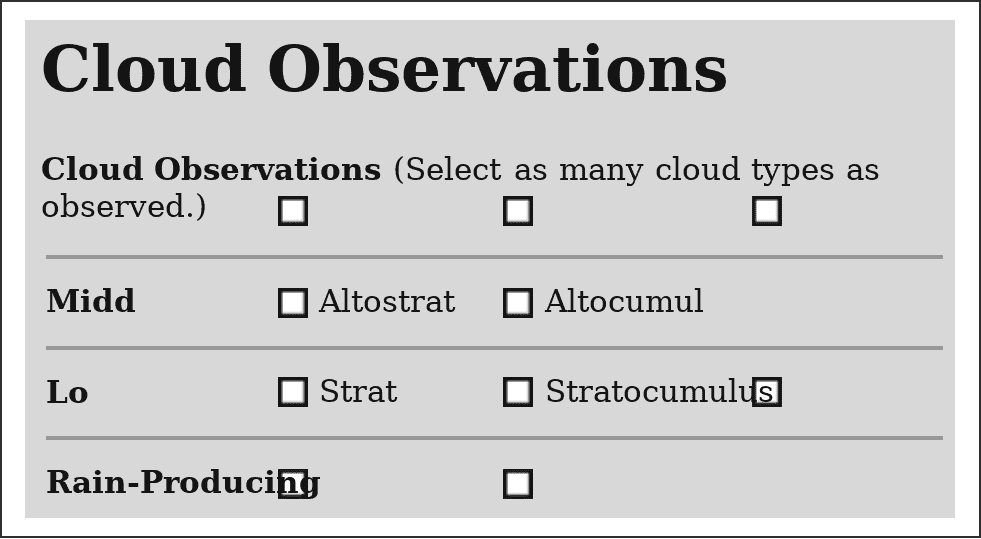 Cloud Observations
Cloud Observations (Select as many cloud types as
observed.)
Midd Altostrat Altocumul
Lo Strat Stratocumulus
Rain-Producing